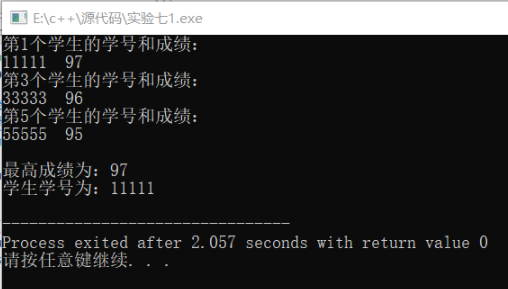 E:\c++\源代码\实验七1.exe
第1个学生的学号和成绩：
11111  97
第3个学生的学号和成绩：
33333  96
第5个学生的学号和成绩：
55555  95
最高成绩为：97
学生学号为：11111
--------------------------------
Process exited after 2.057 seconds with return value 0
请按任意键继续. . .